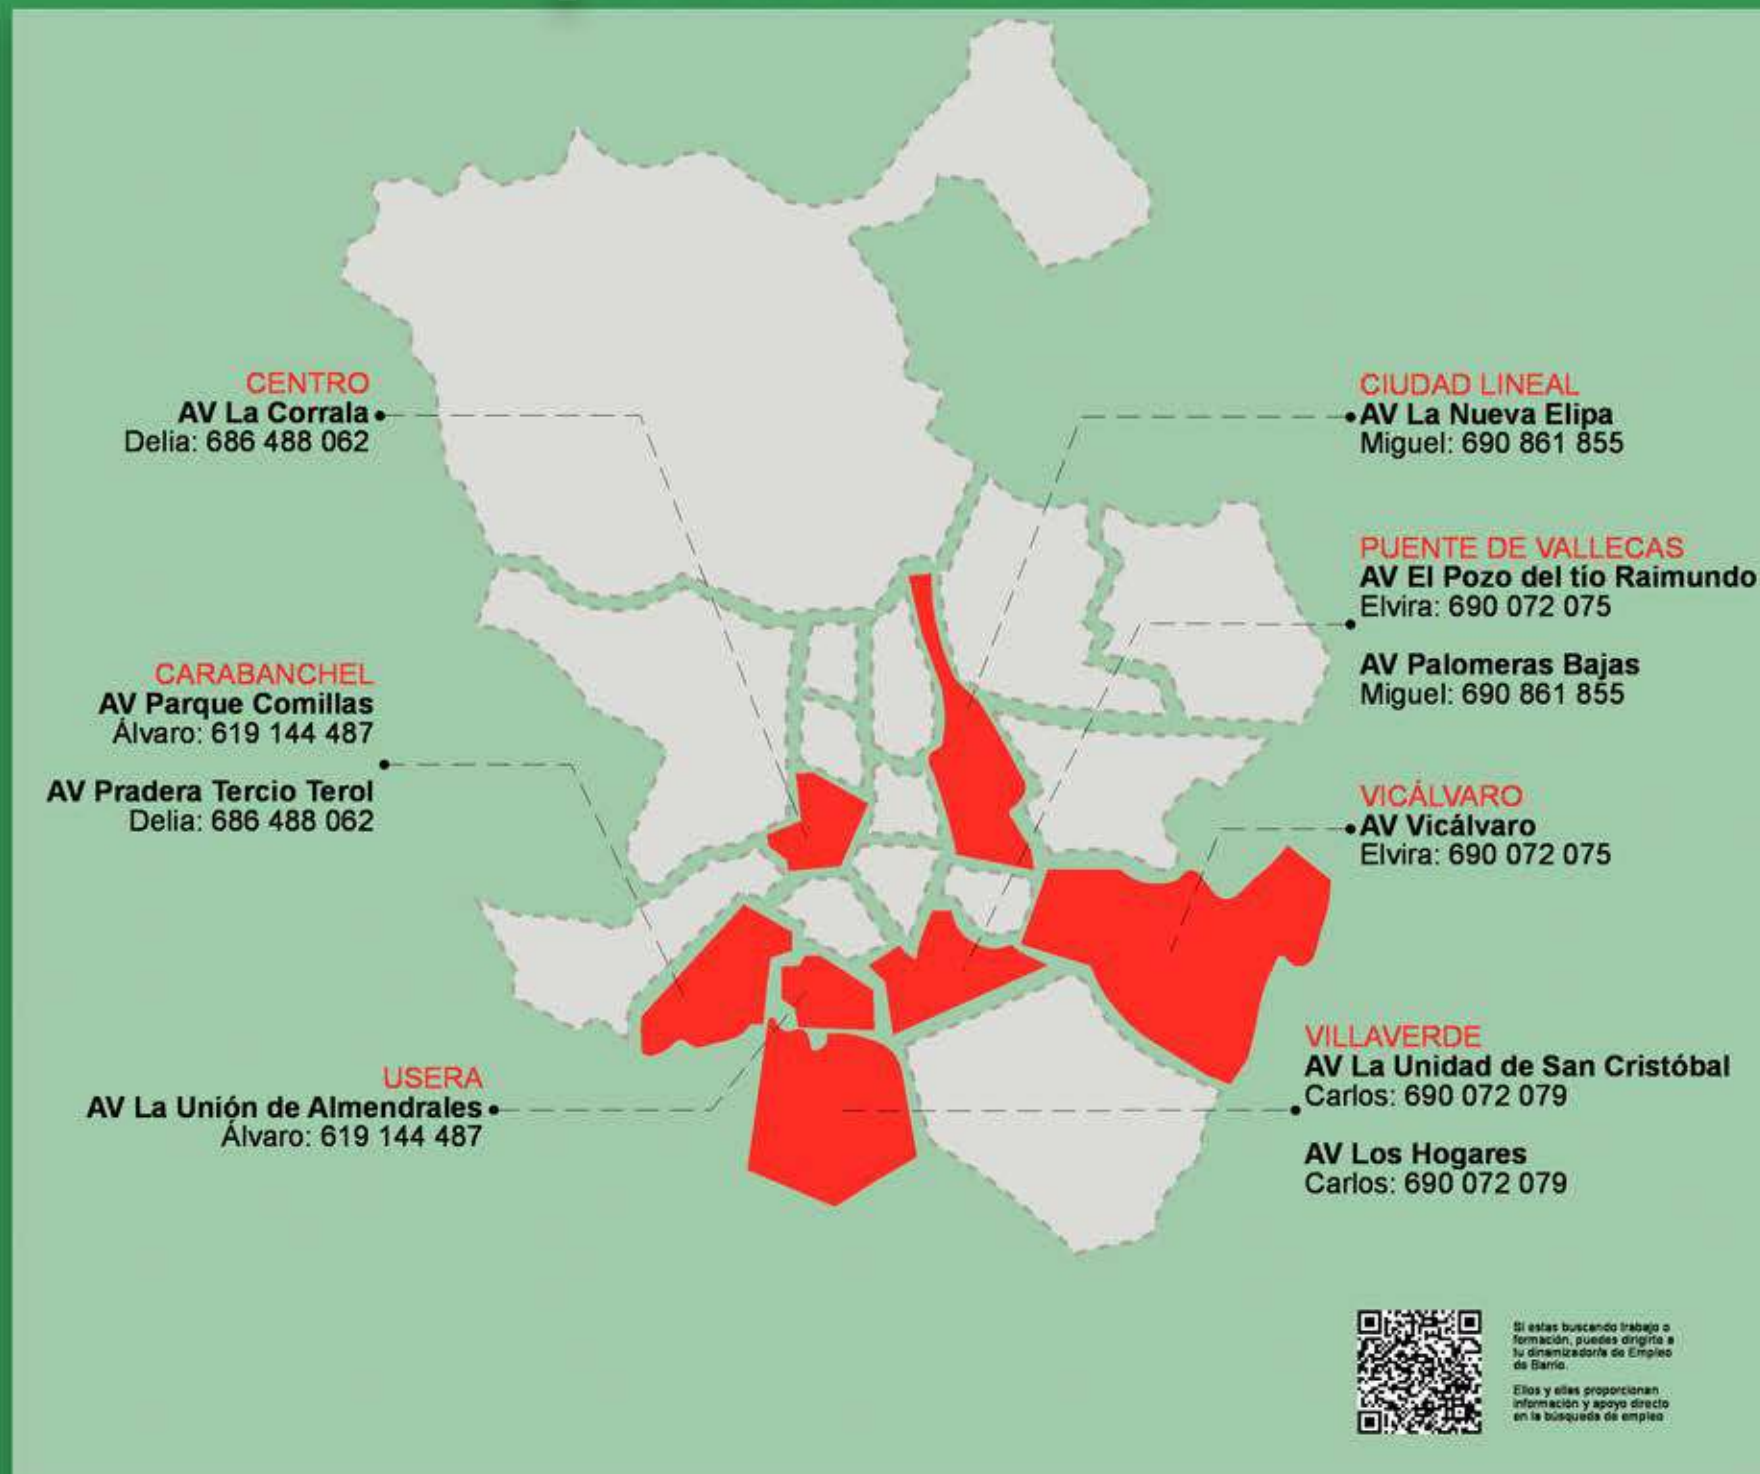 CENTRO
AV La Corrala
Delia: 686 488 062
CARABANCHEL
AV Parque Comillas
Álvaro: 619 144 487
AV Pradera Tercio Terol
Delia: 686 488 062
USERA
AV La Unión de Almendrales
Álvaro: 619 144 487
CIUDAD LINEAL
AV La Nueva Elipa
Miguel: 690 861 855
PUENTE DE VALLECAS
AV El Pozo del tío Raimundo
Elvira: 690 072 075
AV Palomeras Bajas
Miguel: 690 861 855
VICÁLVARO
AV Vicálvaro
Elvira: 690 072 075
VILLAVERDE
AV La Unidad de San Cristóbal
Carlos: 690 072 079
AV Los Hogares
Carlos: 690 072 079
Si estas buscando trabajo o
formación, puedes dirigirte a
tu dinamizador/a de Empleo
de Barrio.
Ellos y ellas proporcionan
información y apoyo directo
en la búsqueda de empleo